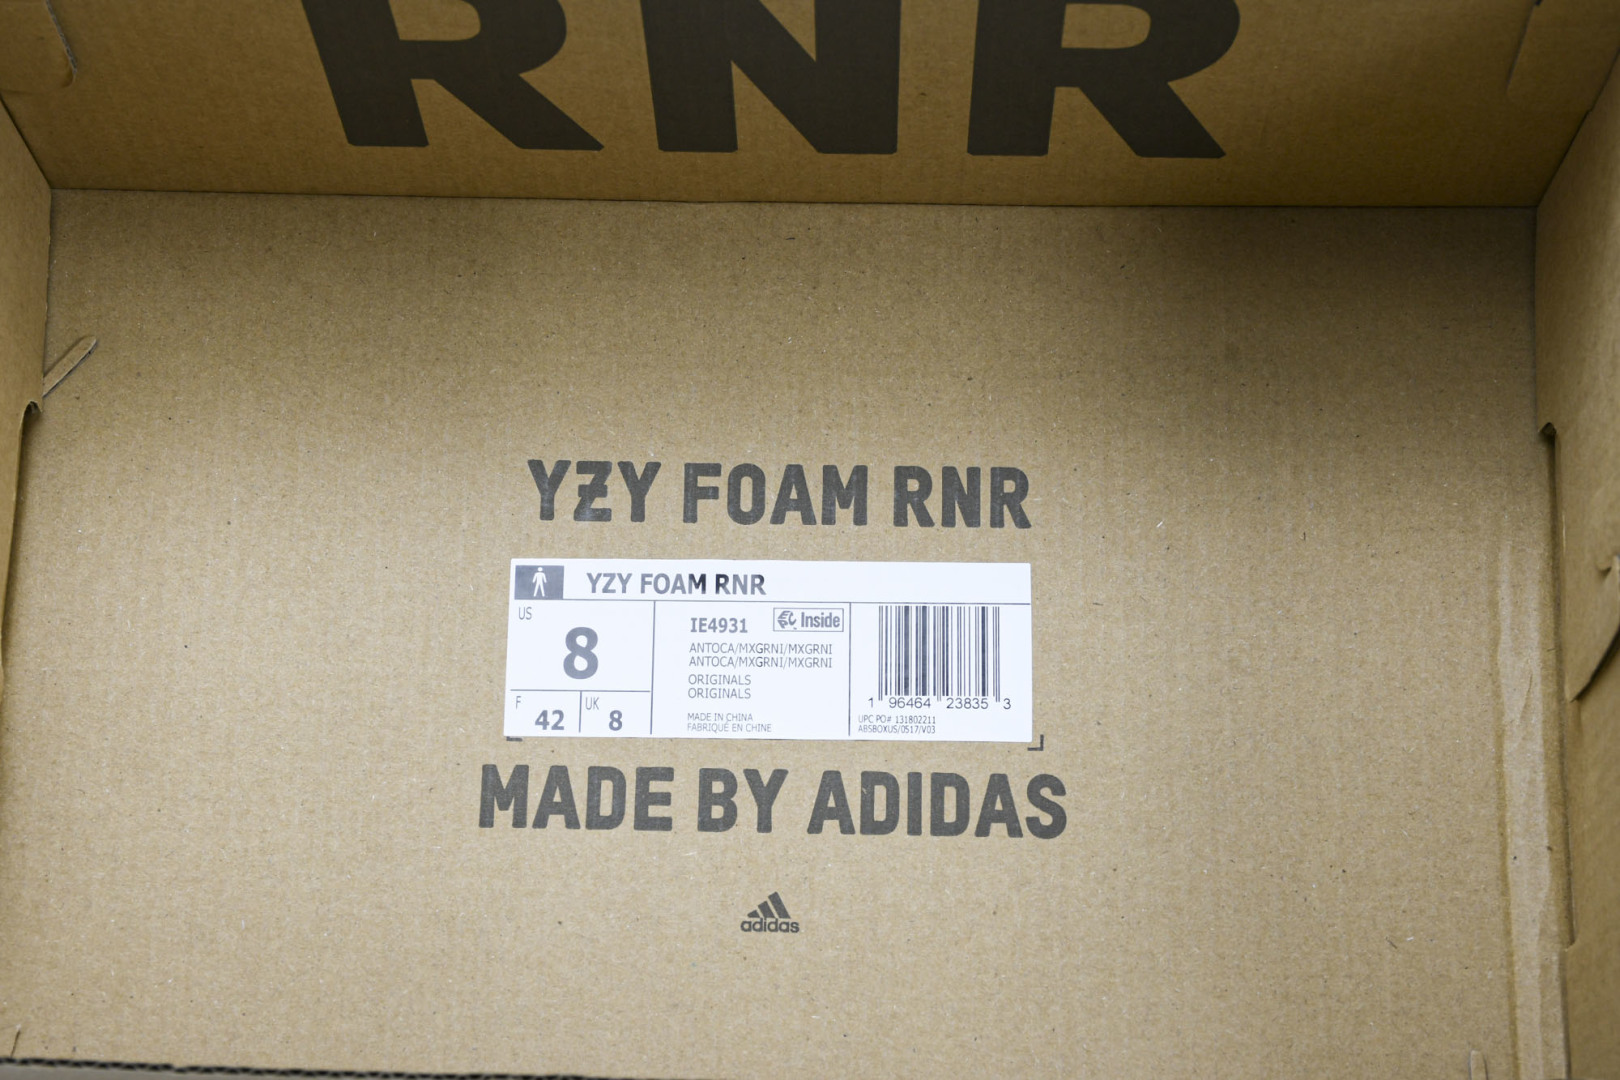 RNR
YZY FOAM RNR
YZY FOAM RNR
US
8
F
42
UK
8
IE4931
Inside
ANTOCA/MXGRNI/MXGRNI
ANTOCA/MXGRNI/MXGRNI
ORIGINALS
ORIGINALS
MADE IN CHINA
FABRIQUÉ EN CHINE
1 96464 23835 3
UPC PO# 131802211
ABSBOXUS/0517/V03
MADE BY ADIDAS
adidas